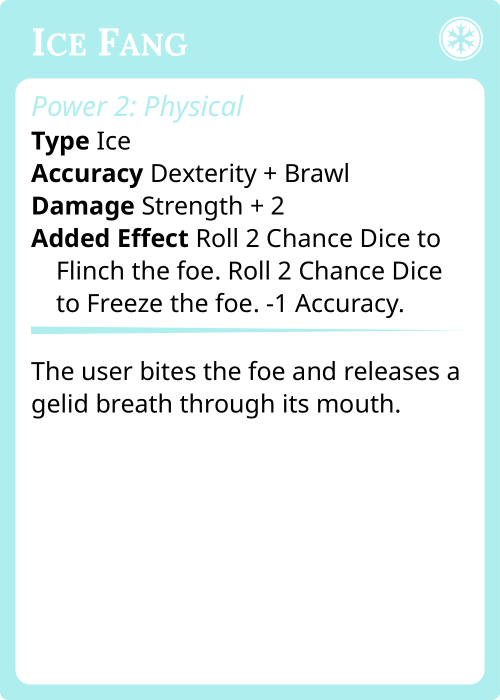 Ice Fang
Power 2: Physical
Type Ice
Accuracy Dexterity + Brawl
Damage Strength + 2
Added Effect Roll 2 Chance Dice to
Flinch the foe. Roll 2 Chance Dice
to Freeze the foe. -1 Accuracy.
The user bites the foe and releases a
gelid breath through its mouth.